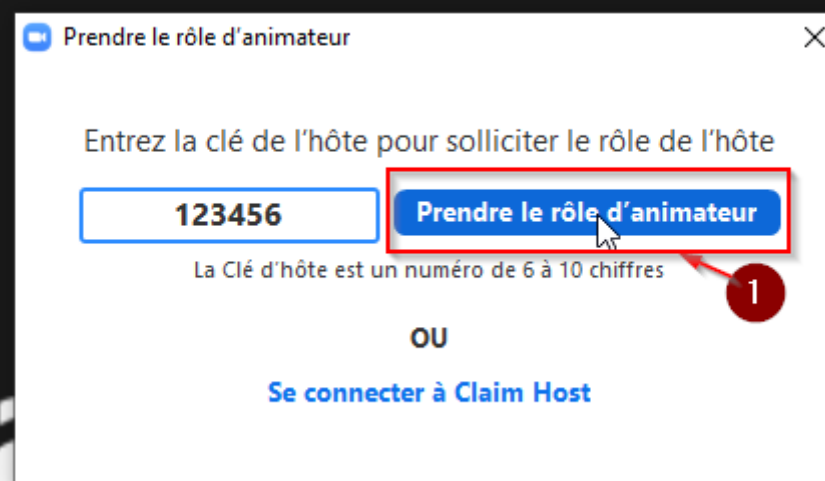 Prendre le rôle d'animateur
Entrez la clé de l'hôte pour solliciter le rôle de l'hôte
123456
Prendre le rôle d'animateur
La Clé d'hôte est un numéro de 6 à 10 chiffres
1
OU
Se connecter à Claim Host